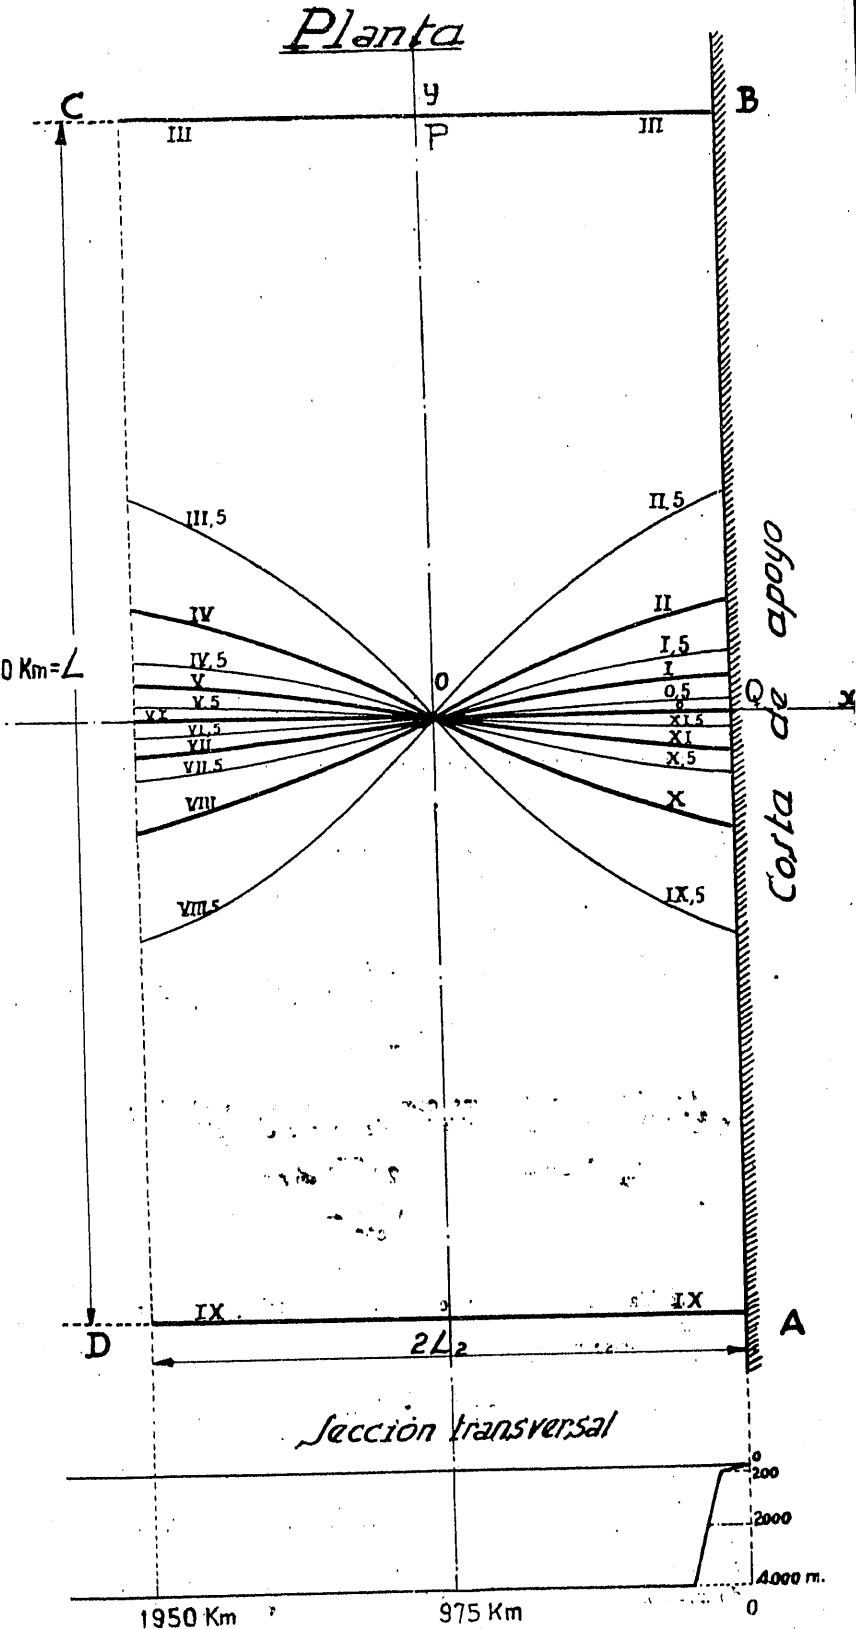 Planta
y
C B
P
III III
III,5 II,5
IV II
IV,5 I,5
V I
V,5 0,5
VI 0
VI,5 XI,5
VII XI
VII,5 X,5
VIII X
VIII,5 IX,5
O
Q
x
0 Km=L
Costa de apoyo
IX IX
D A
2L2
Sección transversal
0
200
2000
4000 m.
1950 Km 975 Km 0